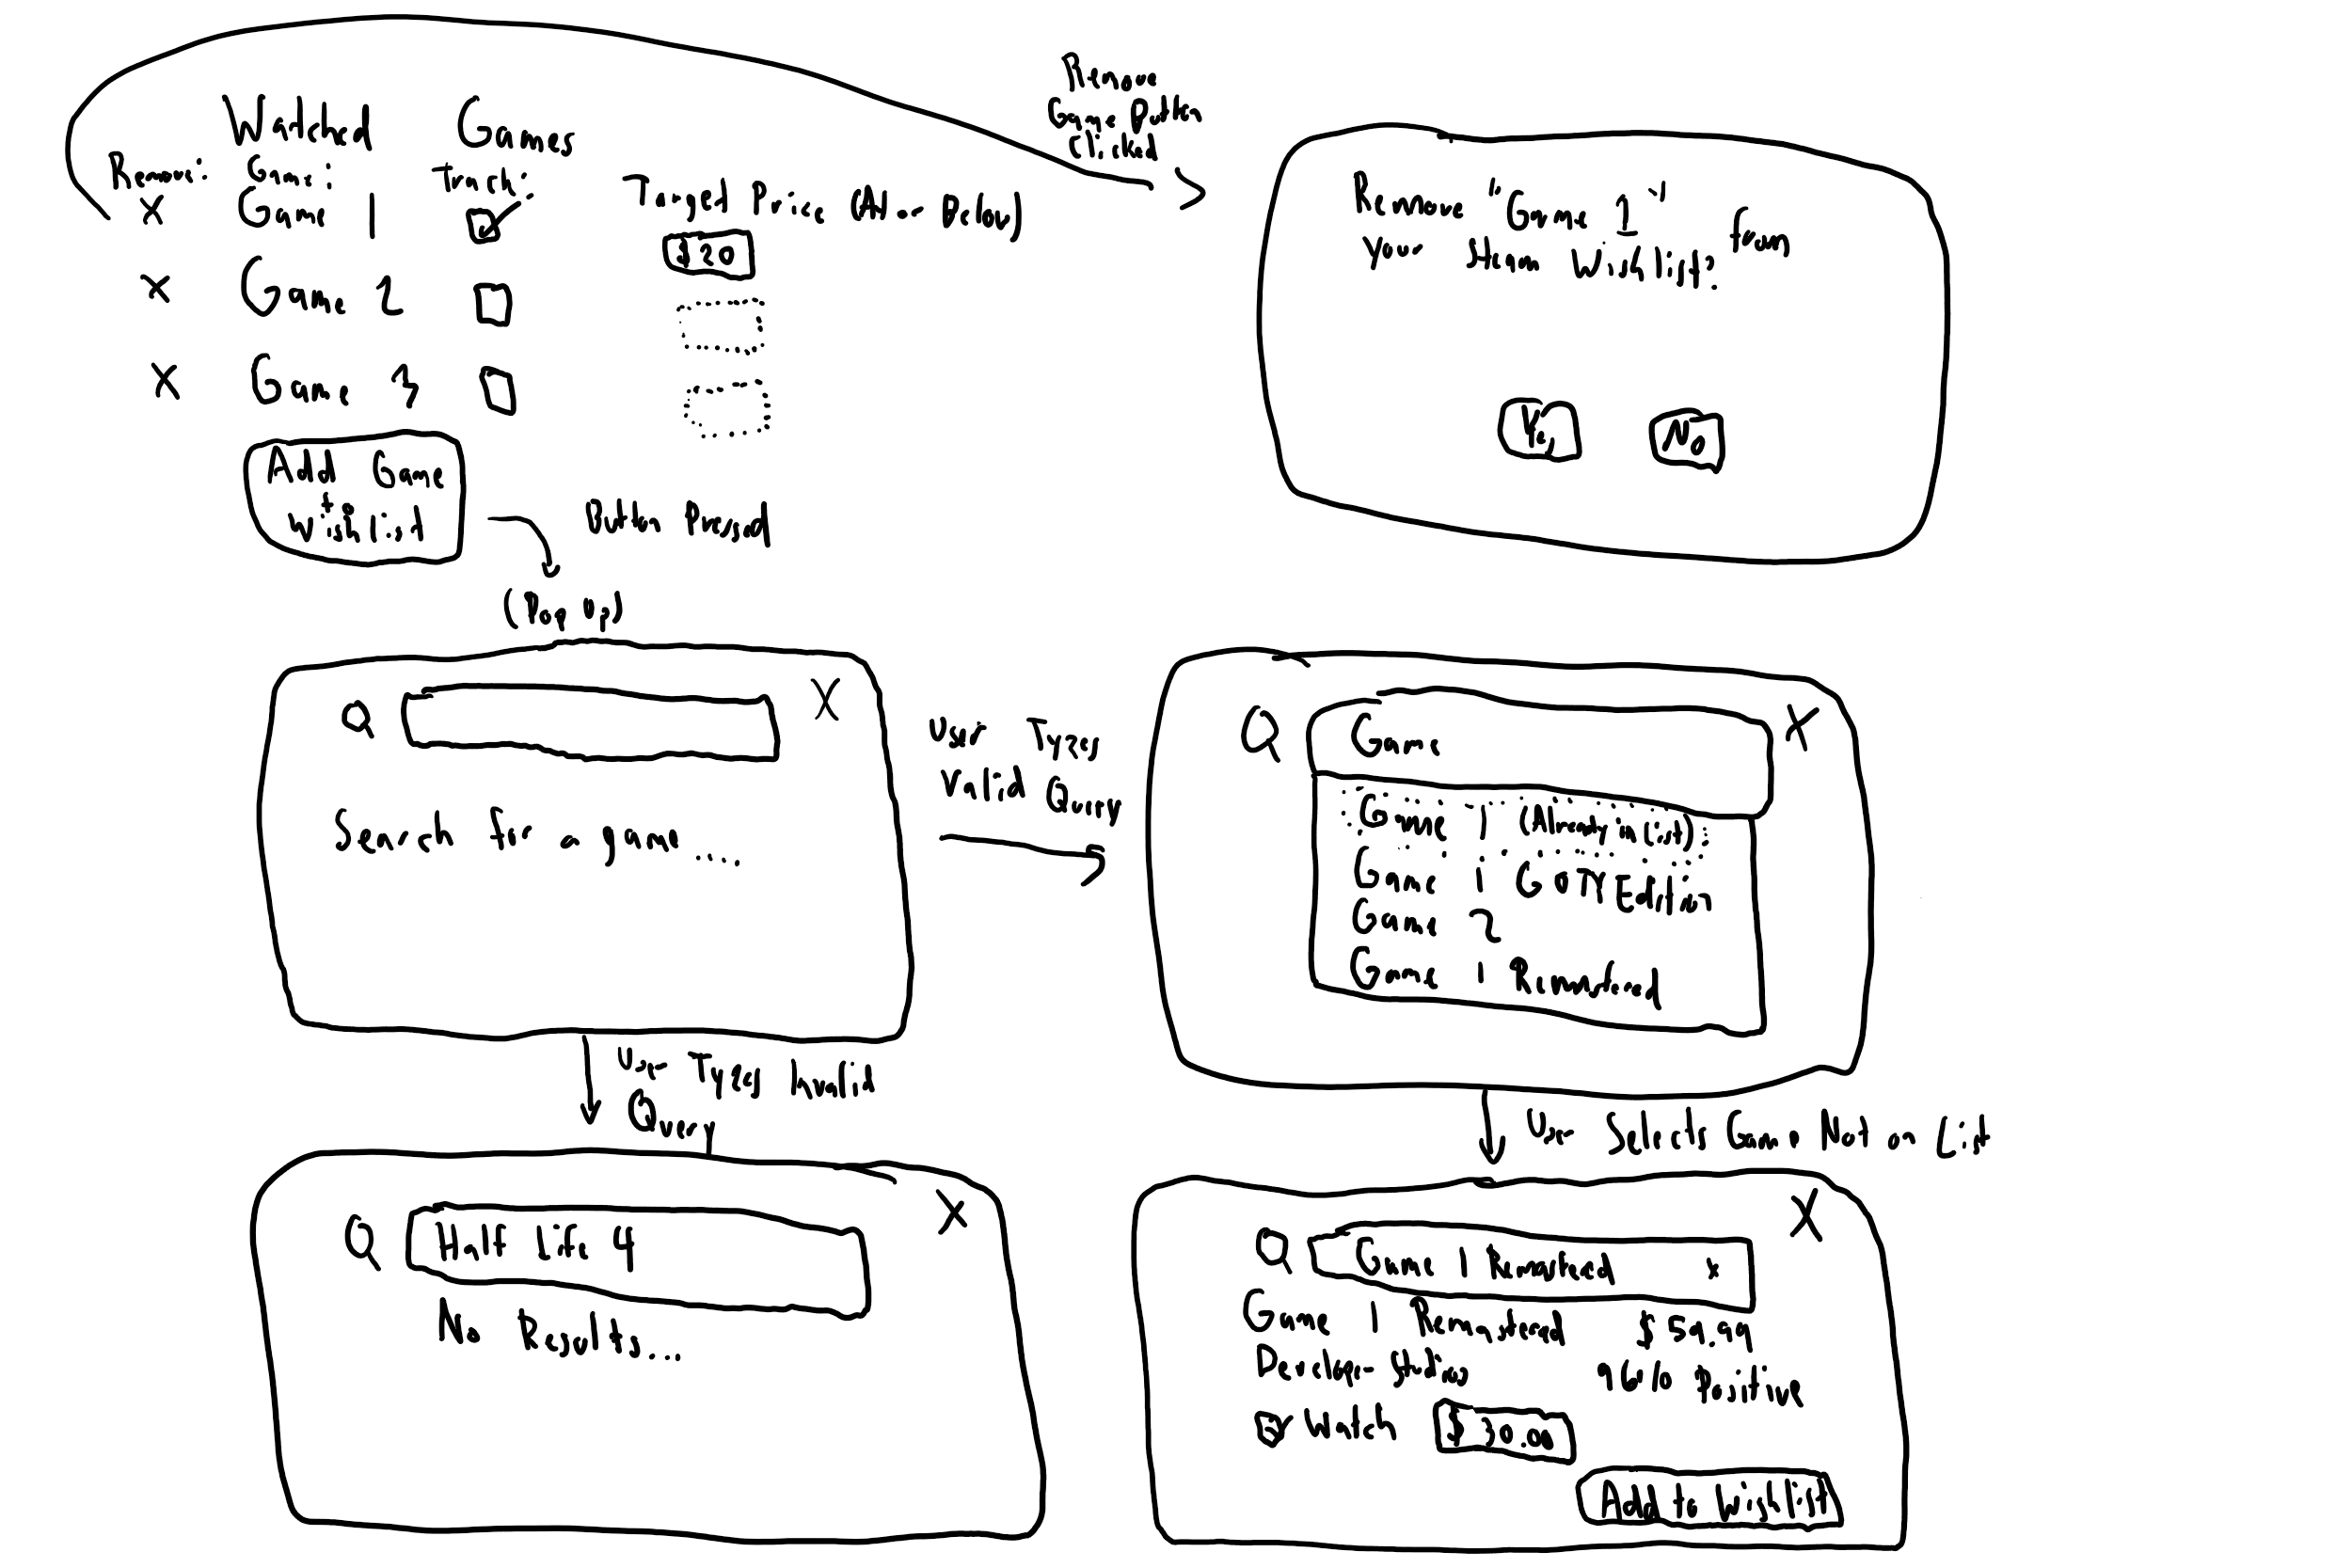 Watched Games
Remove: Game: Track: Target Price (At or Below)
X Game 1 $20
X Game 2
X Game 3
Add Game
to
Wishlist
Button Pressed
(Pop Up)
Remove
Game Button
Clicked
Remove "Game 1" from
your Steam Wishlist?
Yes No
X
Search for a game....
User Types
Valid Query
Game X
Game 1 (Already in List)
Game 1 GOTY Edition
Game 2
Game 1 Remastered
User Types Invalid
Query
Half Life 4 X
No Results...
User Selects Game Not on List
Game 1 Remastered x X
Game 1 Remastered $59.99
Developer Studios 96% Positive
Watch $30.00
Add to Wishlist